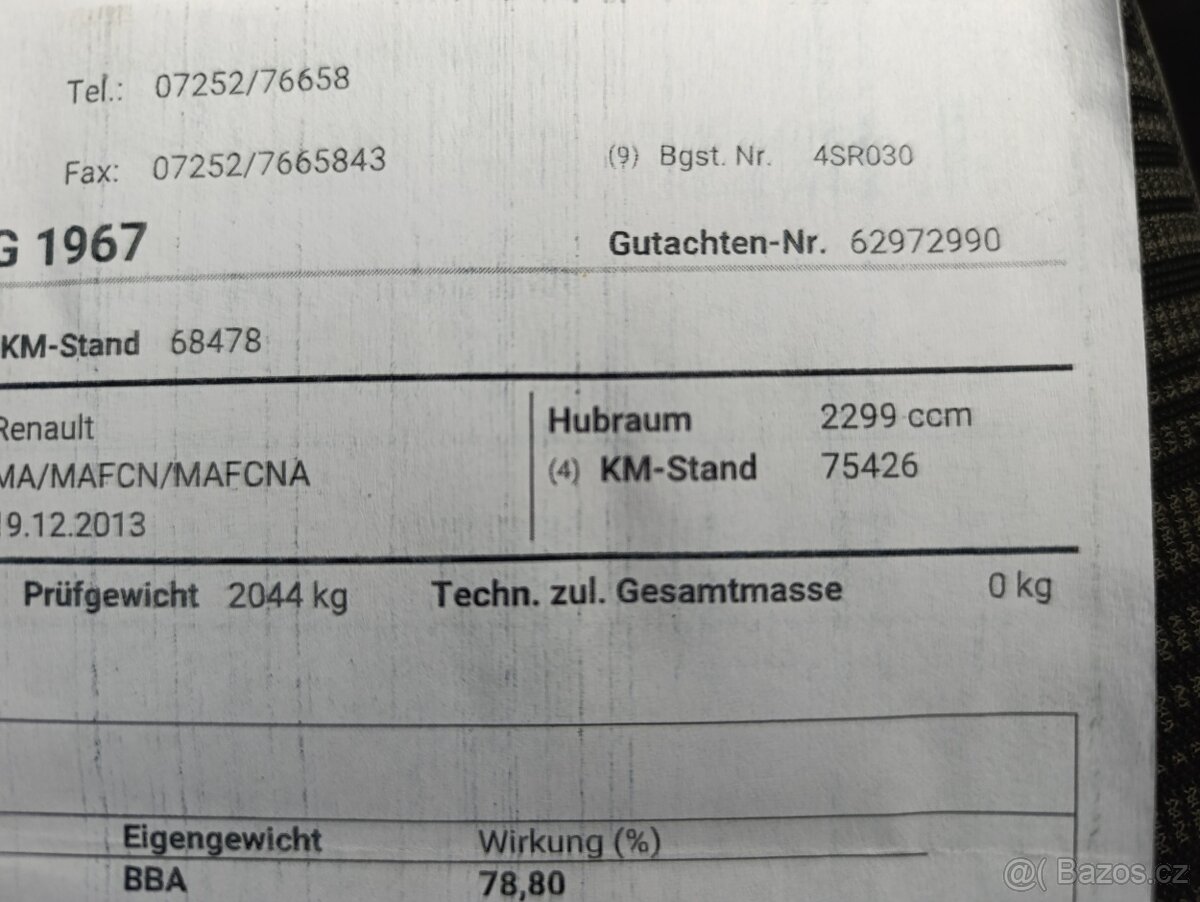 Tel.: 07252/76658
Fax: 07252/7665843
(9) Bgst. Nr. 4SR030
G 1967
Gutachten-Nr. 62972990
KM-Stand 68478
Renault
MA/MAFCN/MAFCNA
19.12.2013
Hubraum 2299 ccm
(4) KM-Stand 75426
Prüfgewicht 2044 kg Techn. zul. Gesamtmasse 0 kg
Eigengewicht Wirkung (%)
BBA 78,80
@( Bazos.cz